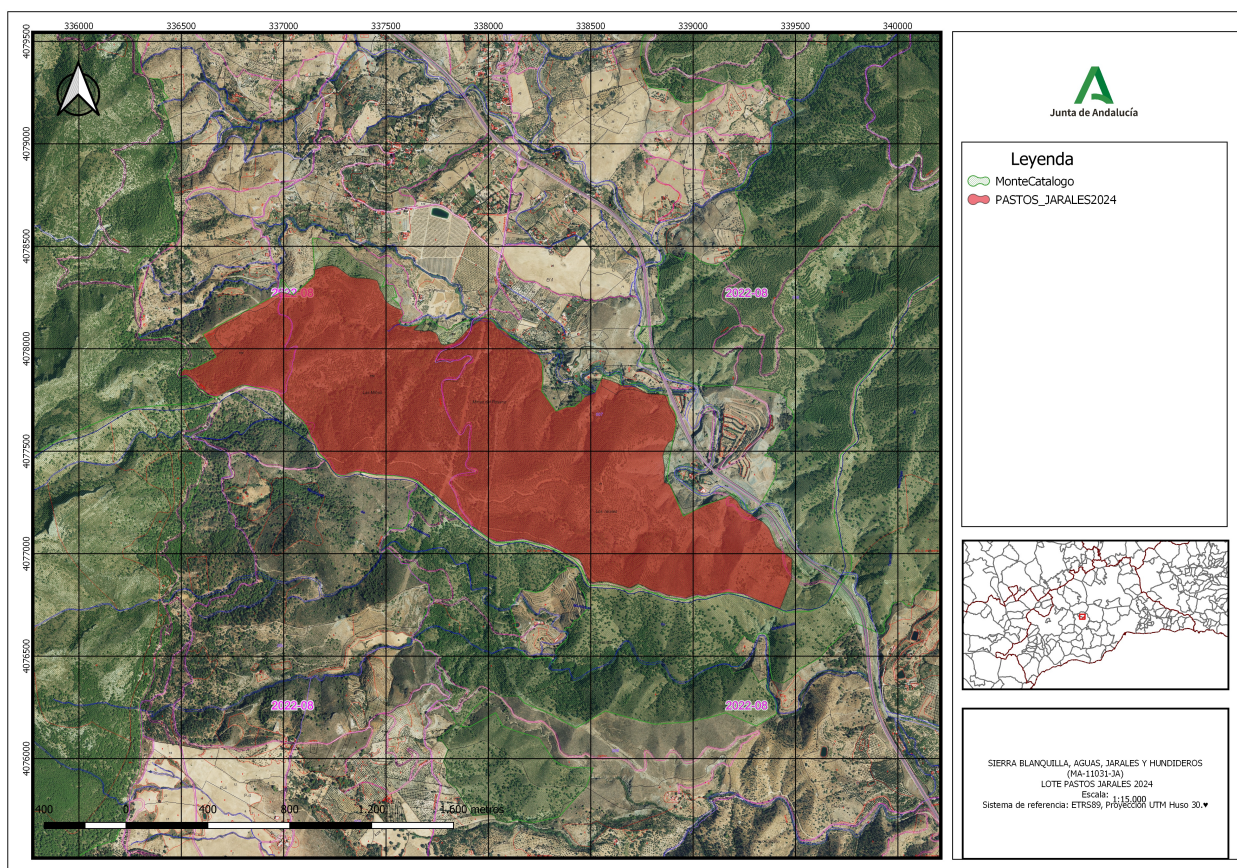 336000 336500 337000 337500 338000 338500 339000 339500 340000
4079500
4079000
4078500
4078000
4077500
4077000
4076500
4076000
2022-08
2022-08
2022-08
2022-08
400 0 400 800 1.200 1.600 metros
Junta de Andalucía
Leyenda
MonteCatalogo
PASTOS_JARALES2024
SIERRA BLANQUILLA, AGUAS, JARALES Y HUNDIDEROS
(MA-11031-JA)
LOTE PASTOS JARALES 2024
Escala: 1:15.000
Sistema de referencia: ETRS89, Proyección UTM Huso 30.♥